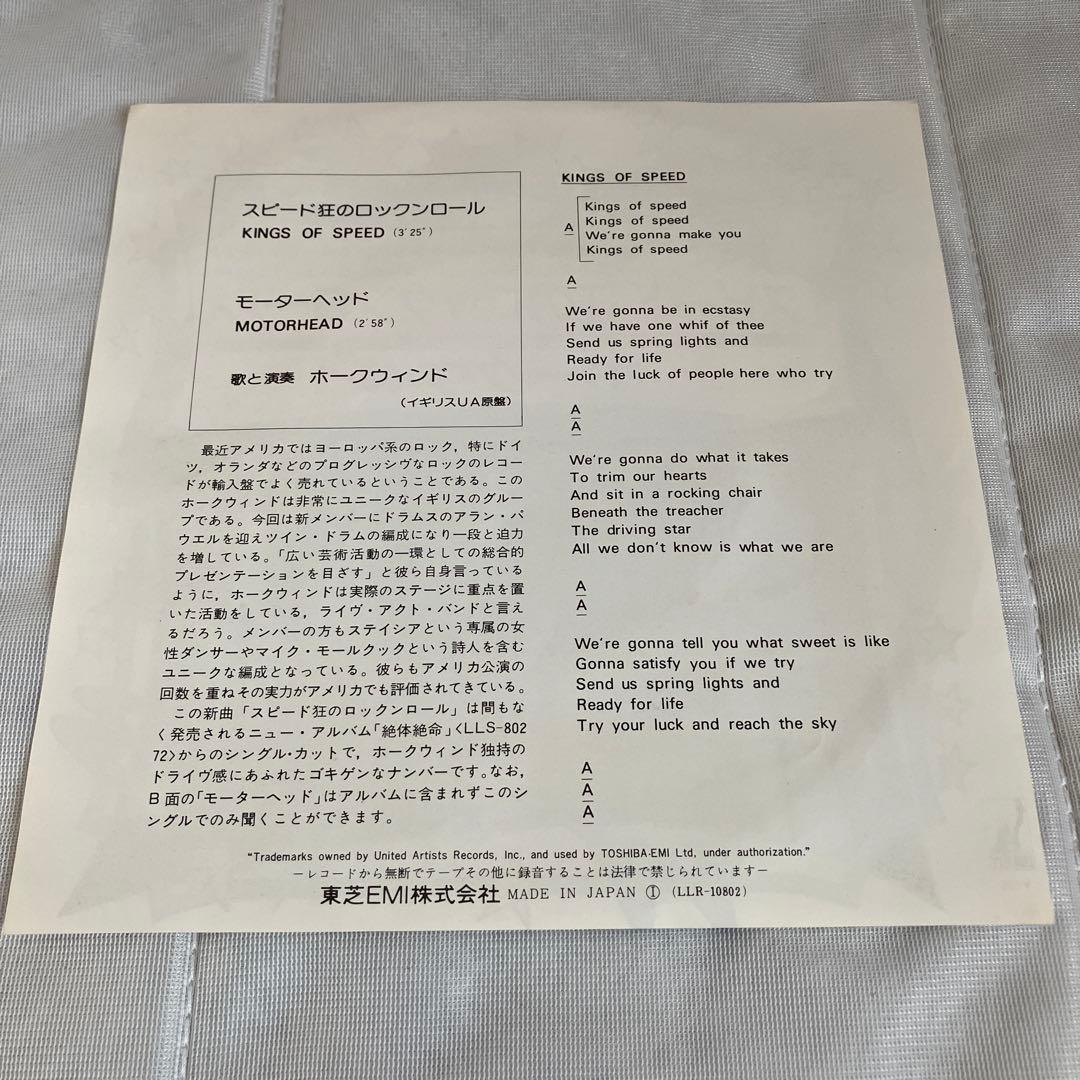 スピード狂のロックンロール
KINGS OF SPEED (3′25″)
モーターヘッド
MOTORHEAD (2′58″)
歌と演奏 ホークウィンド
(イギリスUA原盤)
最近アメリカではヨーロッパ系のロック，特にドイ
ツ，オランダなどのプログレッシヴなロックのレコー
ドが輸入盤でよく売れているということである。この
ホークウィンドは非常にユニークなイギリスのグルー
プである。今回は新メンバーにドラムスのアラン・パ
ウエルを迎えツイン・ドラムの編成になり一段と迫力
を増している。「広い芸術活動の一環としての総合的
プレゼンテーションを目ざす」と彼ら自身言っている
ように，ホークウィンドは実際のステージに重点を置
いた活動をしている，ライヴ・アクト・バンドと言え
るだろう。メンバーの方もステイシアという専属の女
性ダンサーやマイク・モールクックという詩人を含む
ユニークな編成となっている。彼らもアメリカ公演の
回数を重ねその実力がアメリカでも評価されてきている。
この新曲「スピード狂のロックンロール」は間もな
く発売されるニュー・アルバム「絶体絶命」〈LLS-802
72〉からのシングル・カットで，ホークウィンド独特の
ドライヴ感にあふれたゴキゲンなナンバーです。なお，
B面の「モーターヘッド」はアルバムに含まれずこのシ
ングルでのみ聞くことができます。
KINGS OF SPEED
Kings of speed
Kings of speed
A
We're gonna make you
Kings of speed
A
We're gonna be in ecstasy
If we have one whif of thee
Send us spring lights and
Ready for life
Join the luck of people here who try
A
A
We're gonna do what it takes
To trim our hearts
And sit in a rocking chair
Beneath the treacher
The driving star
All we don't know is what we are
A
A
We're gonna tell you what sweet is like
Gonna satisfy you if we try
Send us spring lights and
Ready for life
Try your luck and reach the sky
A
A
A
"Trademarks owned by United Artists Records, Inc., and used by TOSHIBA-EMI Ltd, under authorization."
－レコードから無断でテープその他に録音することは法律で禁じられています－
東芝EMI株式会社 MADE IN JAPAN Ⓘ (LLR-10802)